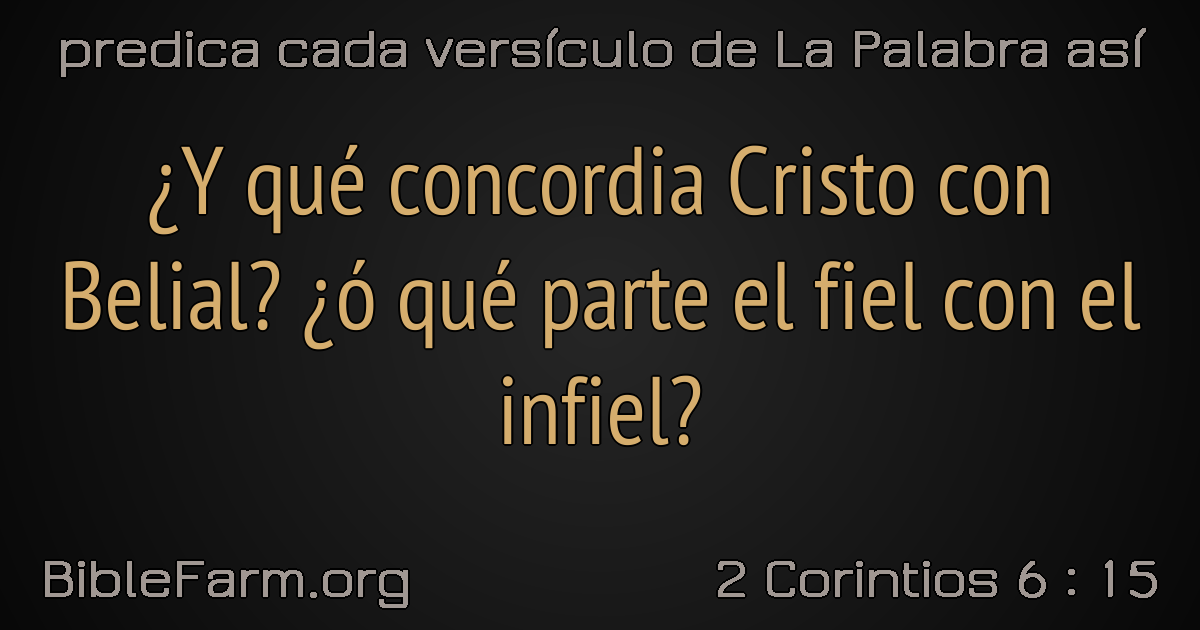 predica cada versículo de La Palabra así
¿Y qué concordia Cristo con
Belial? ¿ó qué parte el fiel con el
infiel?
BibleFarm.org
2 Corintios 6 : 15